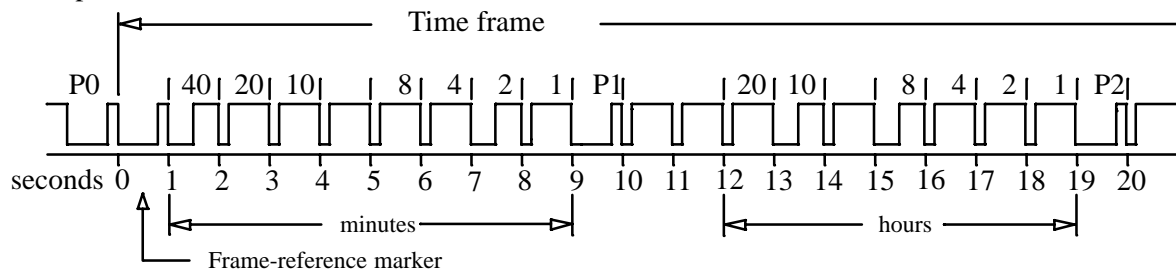 Time frame
P0 40 20 10 8 4 2 1 P1 20 10 8 4 2 1 P2
seconds 0 1 2 3 4 5 6 7 8 9 10 11 12 13 14 15 16 17 18 19 20
minutes hours
Frame-reference marker